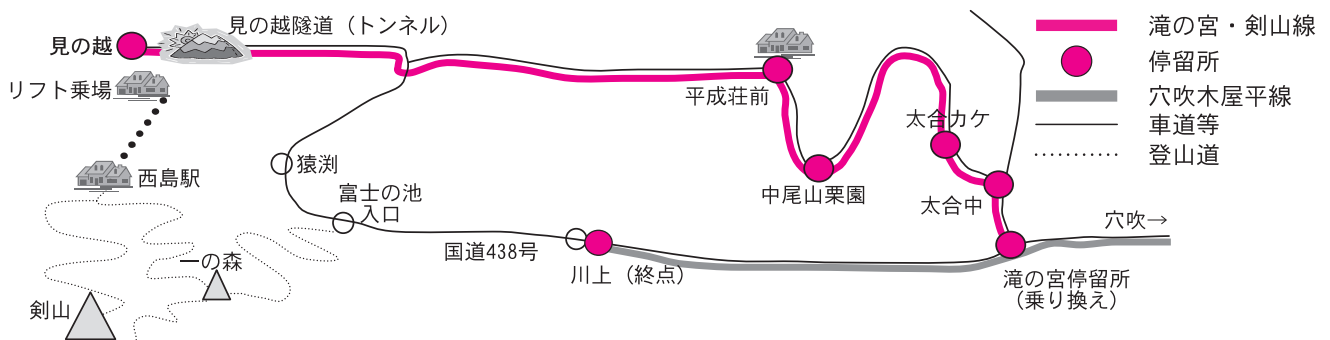 見の越
見の越隧道（トンネル）
リフト乗場
西島駅
猿渕
富士の池
入口
一の森
剣山
国道438号
川上（終点）
平成荘前
中尾山栗園
太合カケ
太合中
穴吹→
滝の宮停留所
（乗り換え）
滝の宮・剣山線
停留所
穴吹木屋平線
車道等
登山道